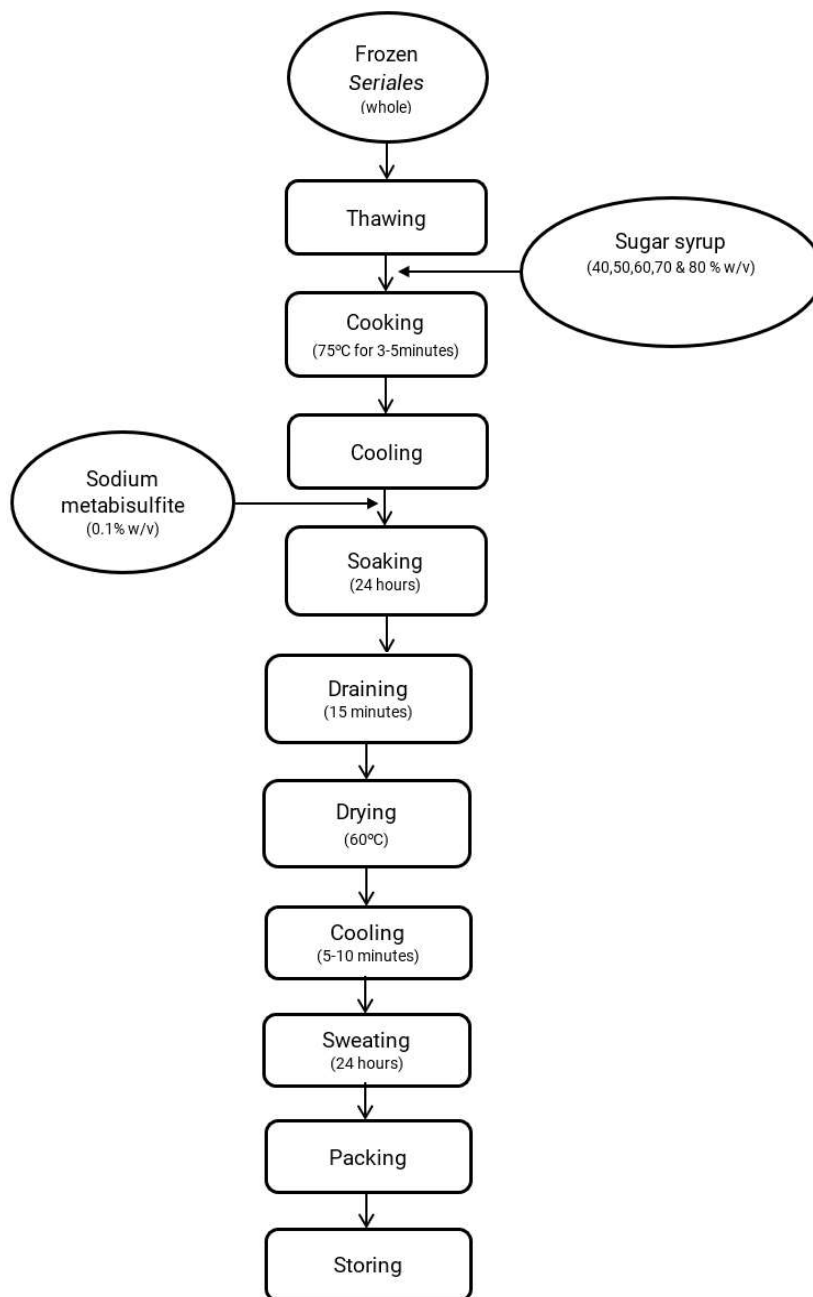 Frozen
Seriales
(whole)
Thawing
Sugar syrup
(40,50,60,70 & 80 % w/v)
Cooking
(75ºC for 3-5minutes)
Cooling
Sodium
metabisulfite
(0.1% w/v)
Soaking
(24 hours)
Draining
(15 minutes)
Drying
(60ºC)
Cooling
(5-10 minutes)
Sweating
(24 hours)
Packing
Storing